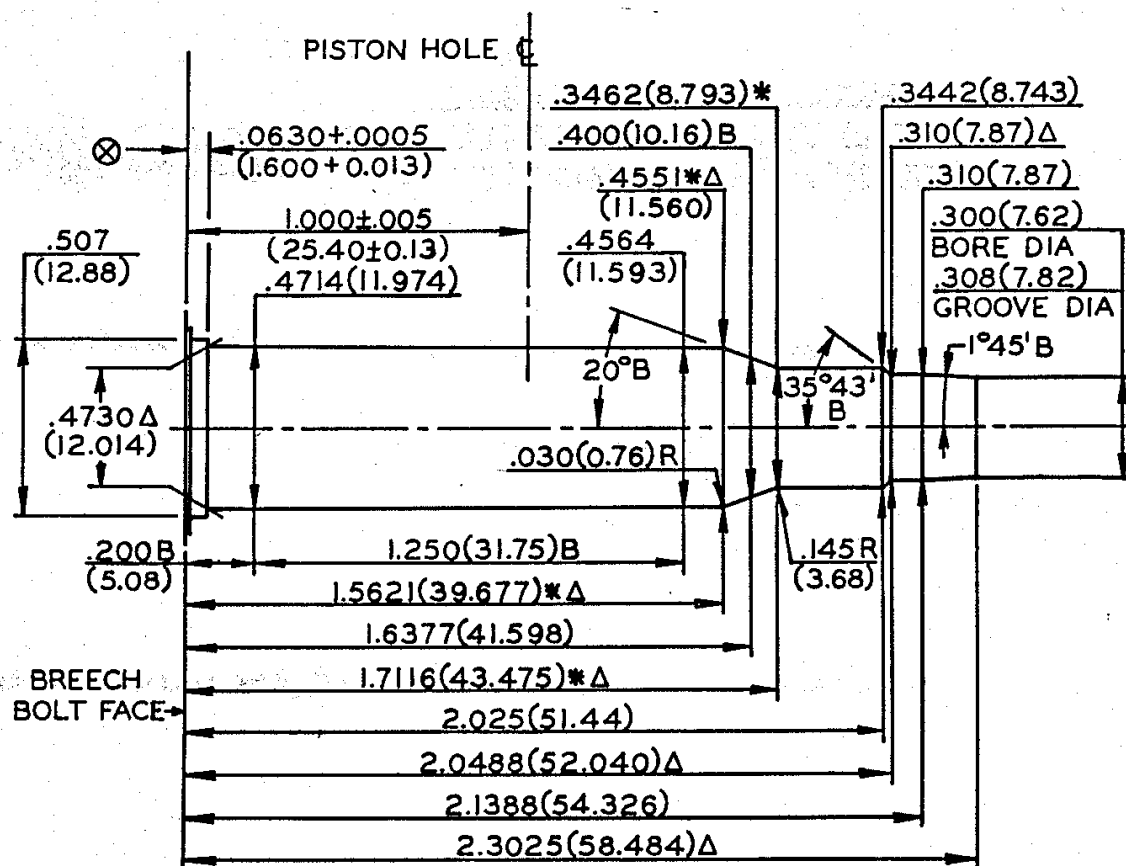 PISTON HOLE ℄
.3462(8.793)*
.3442(8.743)
.0630+.0005
(1.600+0.013)
.400(10.16)B
.310(7.87)Δ
⊗
.4551*Δ
(11.560)
.310(7.87)
1.000±.005
(25.40±0.13)
.507
(12.88)
.4564
(11.593)
.300(7.62)
BORE DIA
.4714(11.974)
.308(7.82)
GROOVE DIA
1°45'B
20°B
35°43'
B
.4730Δ
(12.014)
.030(0.76)R
.200B
(5.08)
1.250(31.75)B
.145R
(3.68)
1.5621(39.677)*Δ
1.6377(41.598)
BREECH
BOLT FACE
1.7116(43.475)*Δ
2.025(51.44)
2.0488(52.040)Δ
2.1388(54.326)
2.3025(58.484)Δ